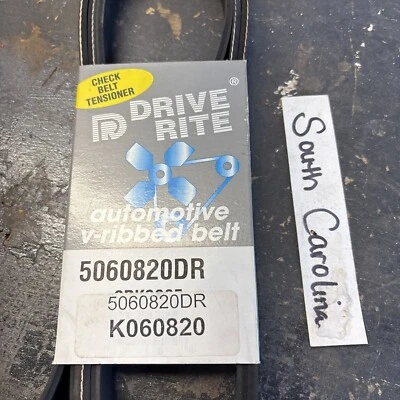 CHECK
BELT
TENSIONER
DRIVE ®
RITE
automotive
v-ribbed belt
5060820DR
5060820DR
K060820
South Carolina